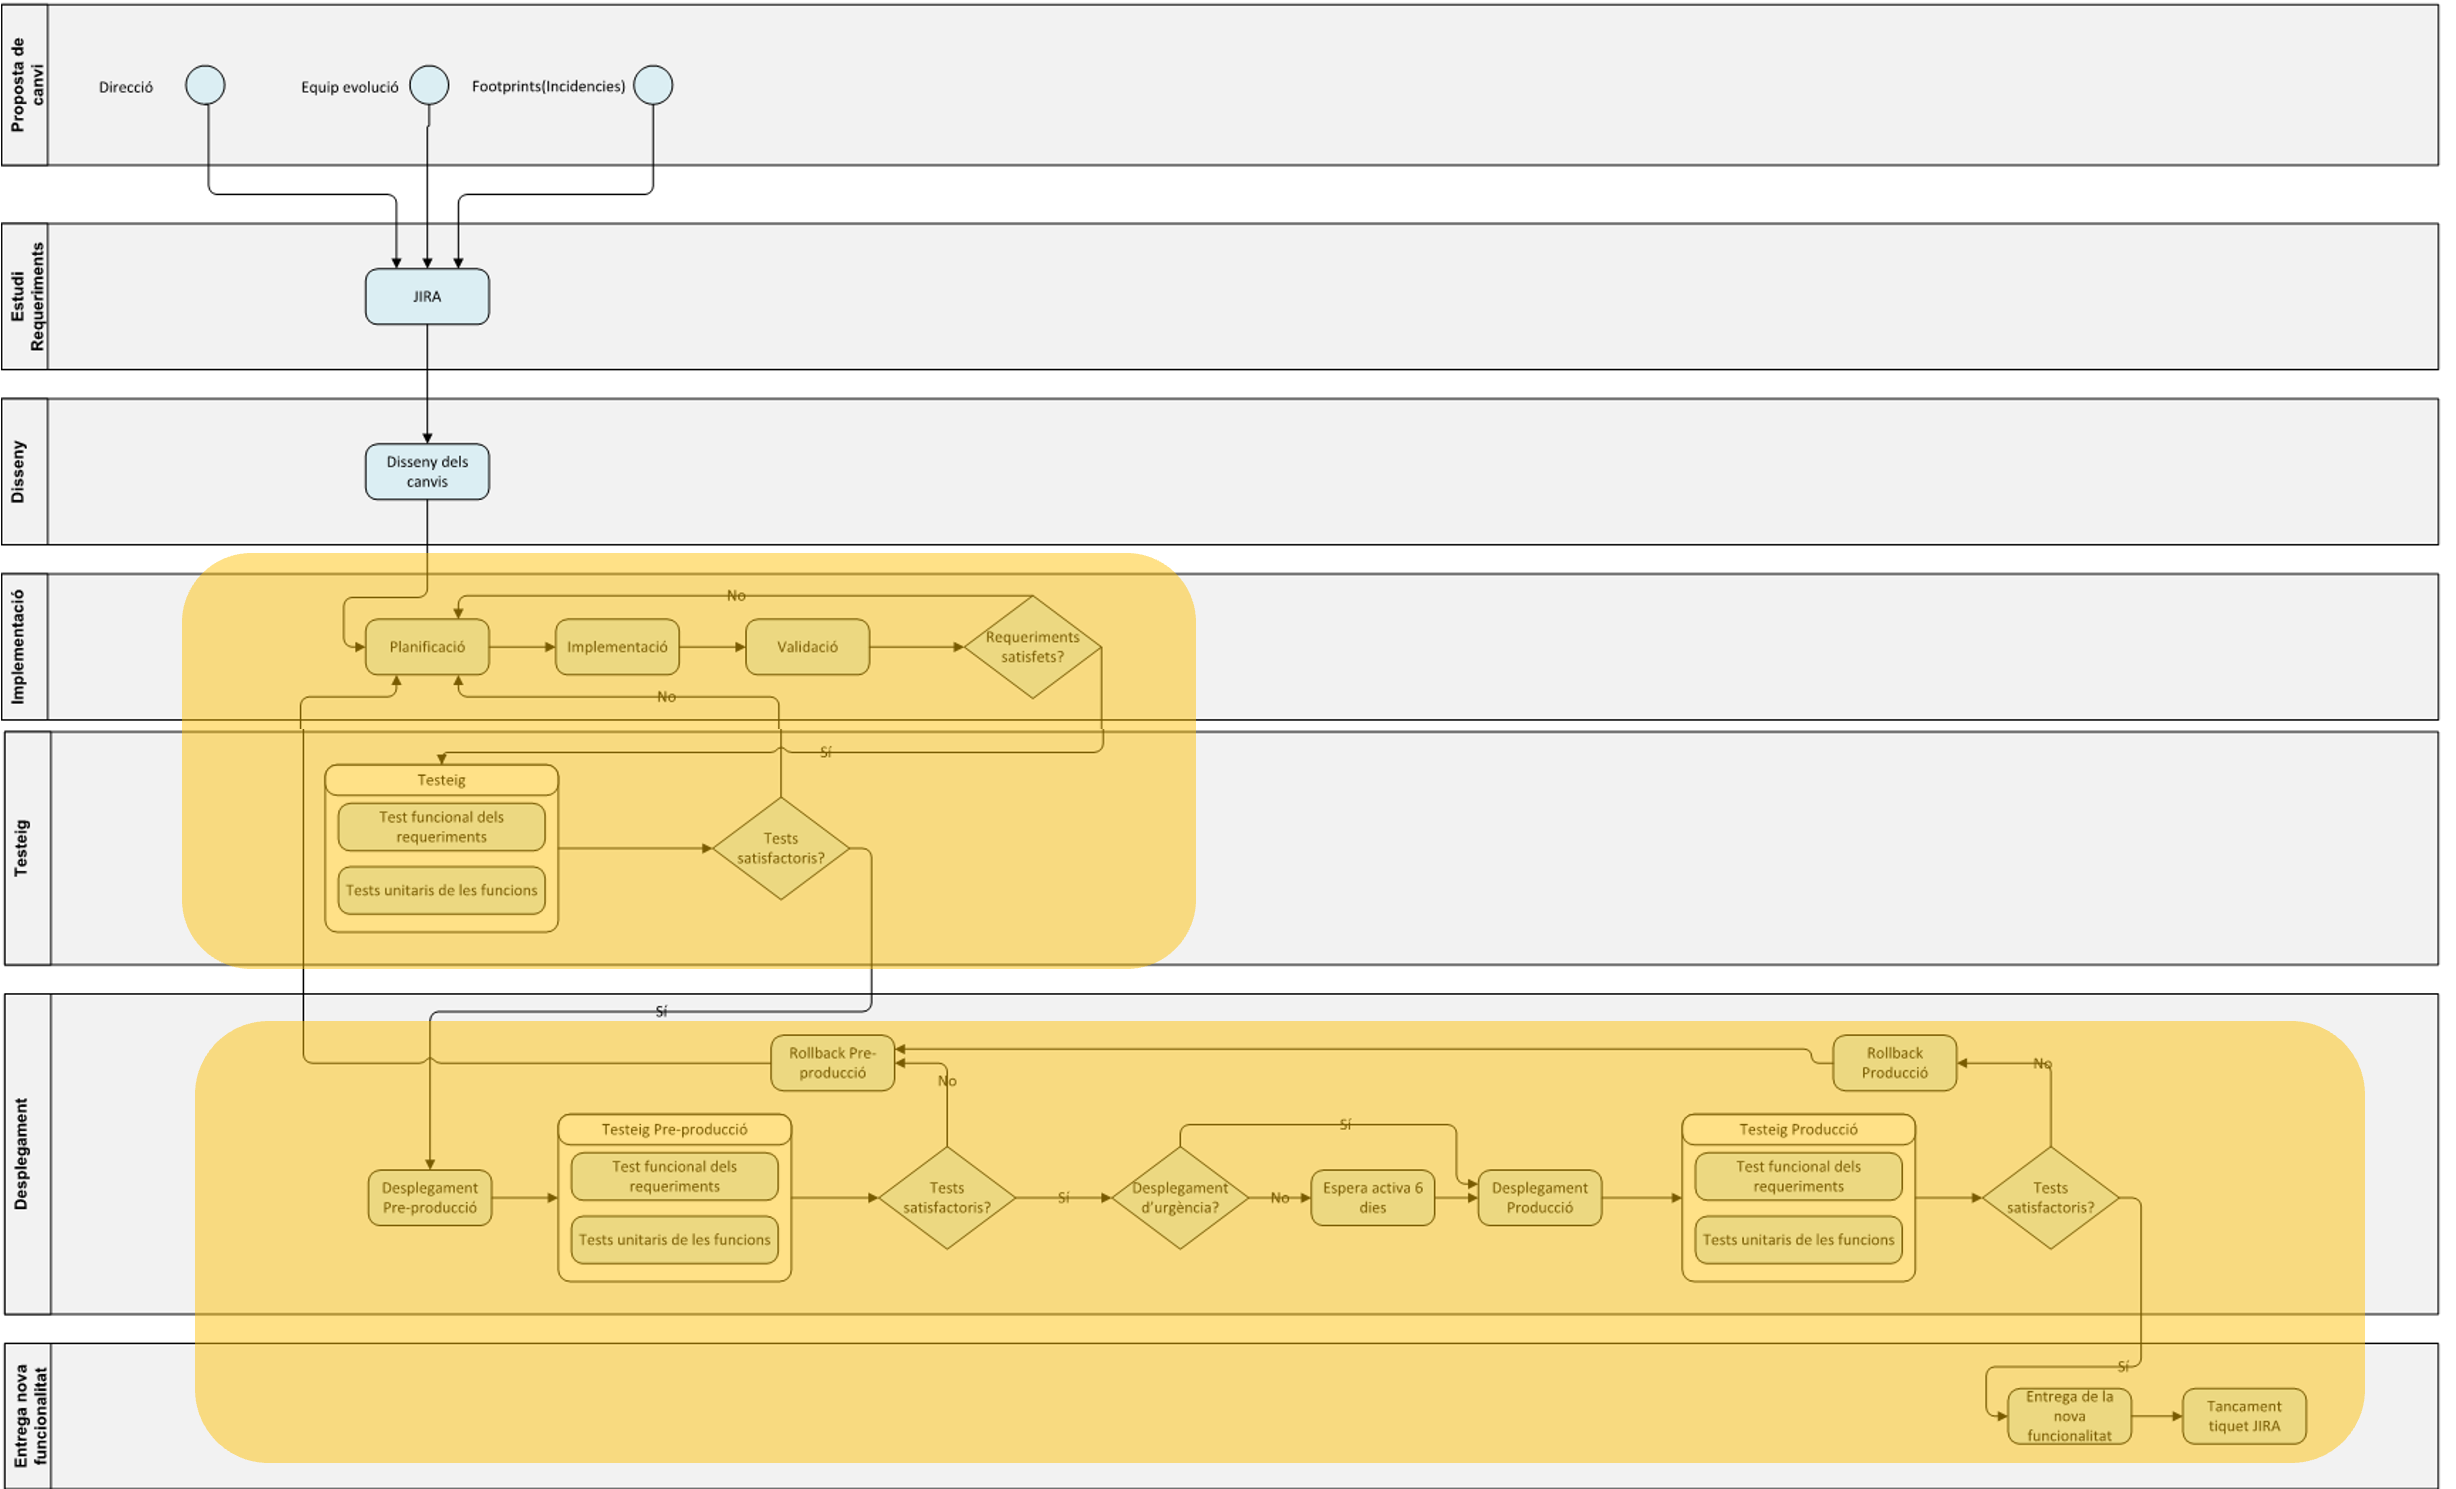 Proposta de
canvi
Direcció
Equip evolució
Footprints(Incidencies)
Estudi
Requeriments
JIRA
Disseny
Disseny dels
canvis
Implementació
No
Planificació
Implementació
Validació
Requeriments
satisfets?
No
Testeig
Sí
Testeig
Test funcional dels
requeriments
Tests unitaris de les funcions
Tests
satisfactoris?
Desplegament
Sí
Rollback Pre-
producció
No
Rollback
Producció
No
Desplegament
Pre-producció
Testeig Pre-producció
Test funcional dels
requeriments
Tests unitaris de les funcions
Tests
satisfactoris?
Sí
Desplegament
d'urgència?
Sí
No
Espera activa 6
dies
Desplegament
Producció
Testeig Producció
Test funcional dels
requeriments
Tests unitaris de les funcions
Tests
satisfactoris?
Entrega nova
funcionalitat
Sí
Entrega de la
nova
funcionalitat
Tancament
tiquet JIRA